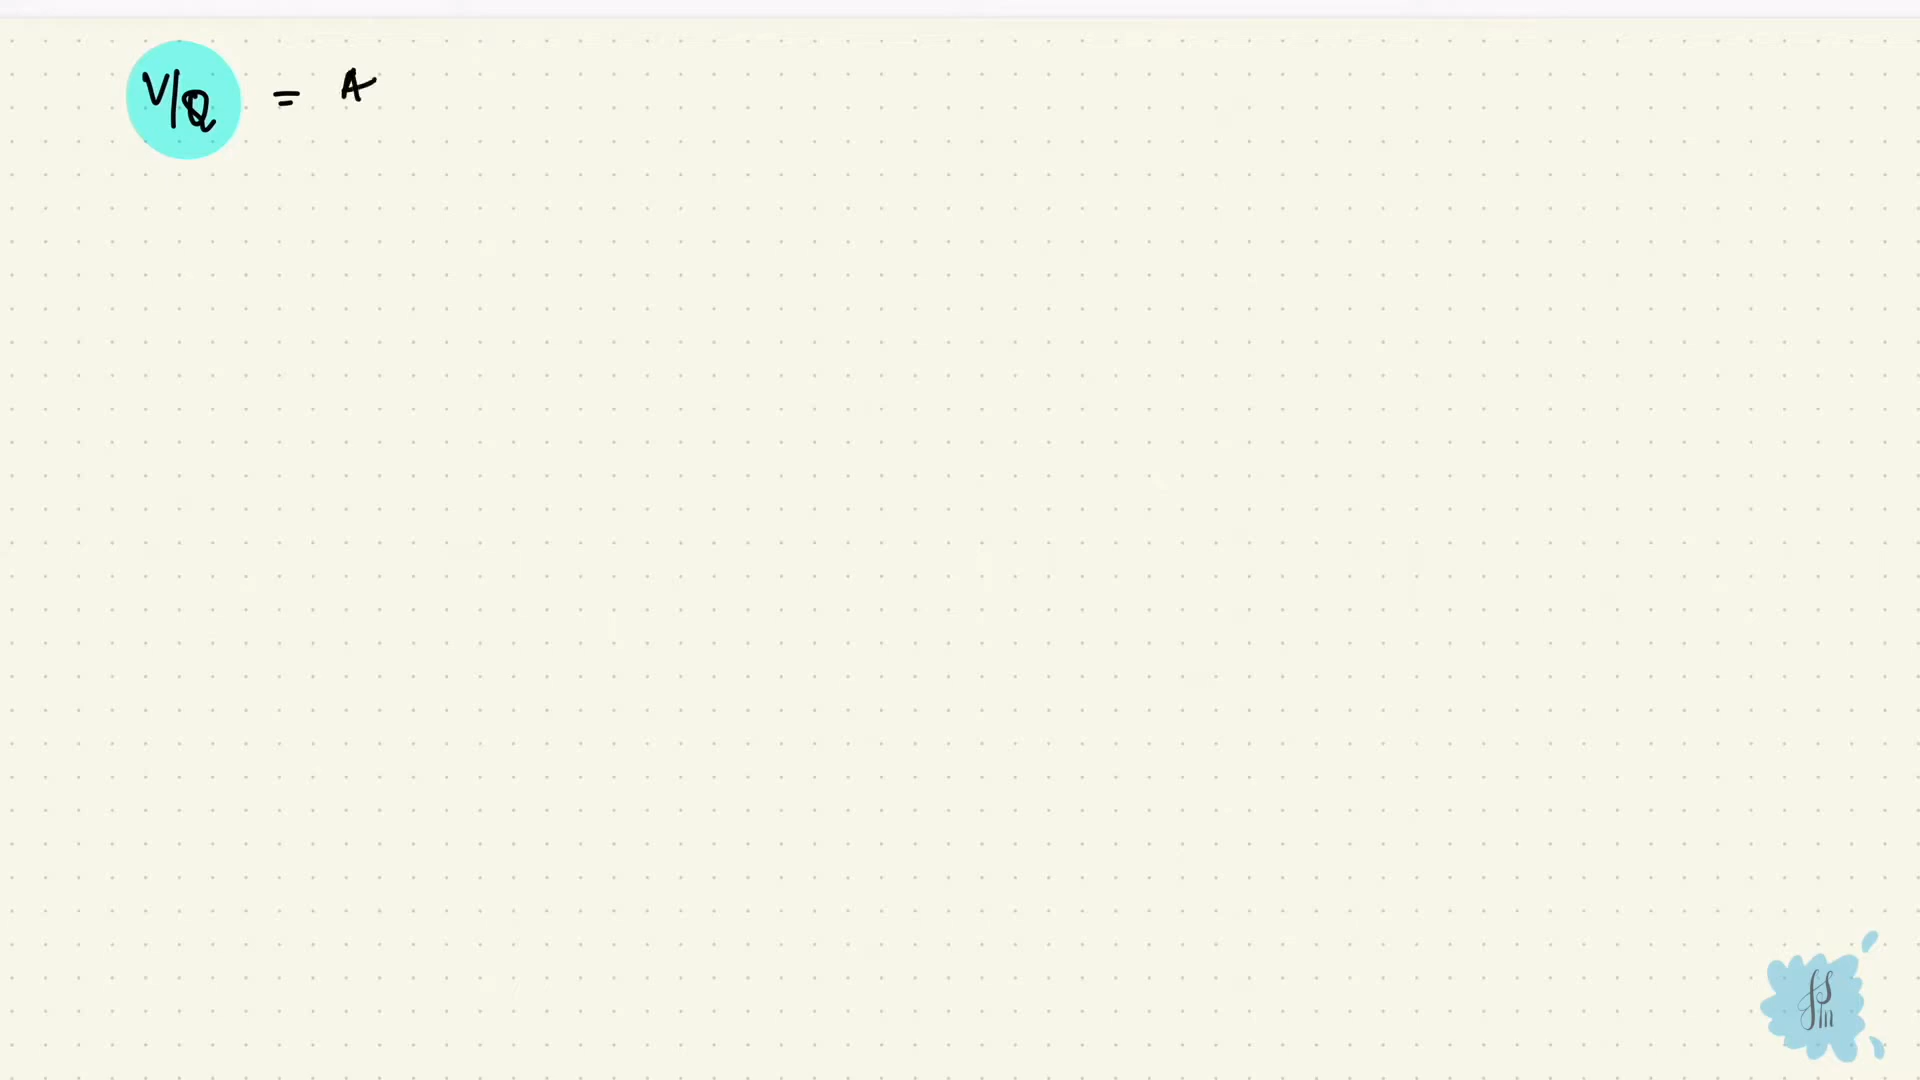 V/Q = A